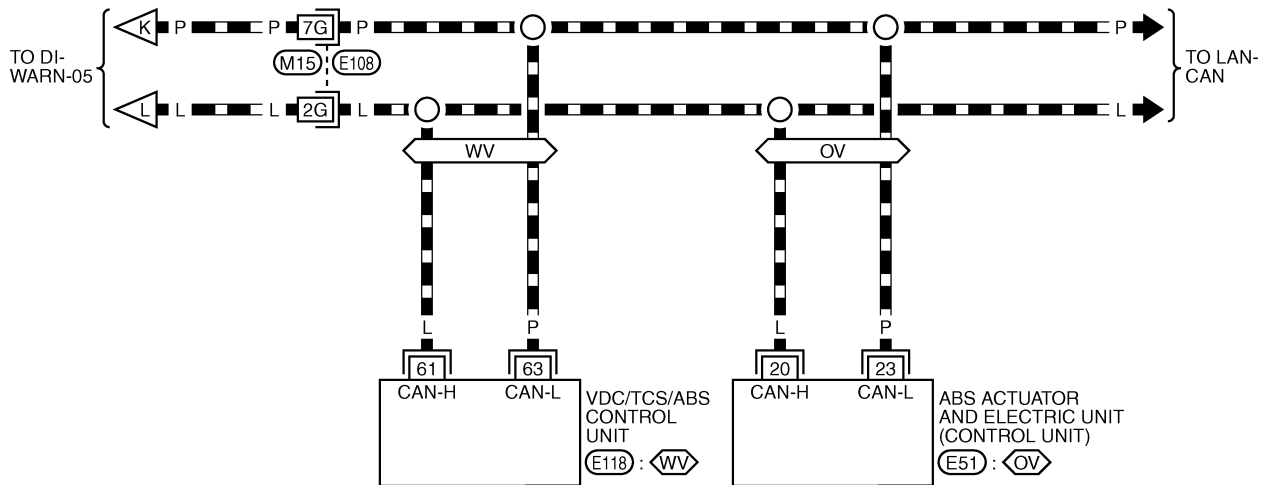 K P P 7G P P
TO DI-
WARN-05
M15 E108
TO LAN-
CAN
L L L 2G L L
WV OV
L P L P
61 63 20 23
CAN-H CAN-L CAN-H CAN-L
VDC/TCS/ABS
CONTROL
UNIT
E118 : WV
ABS ACTUATOR
AND ELECTRIC UNIT
(CONTROL UNIT)
E51 : OV